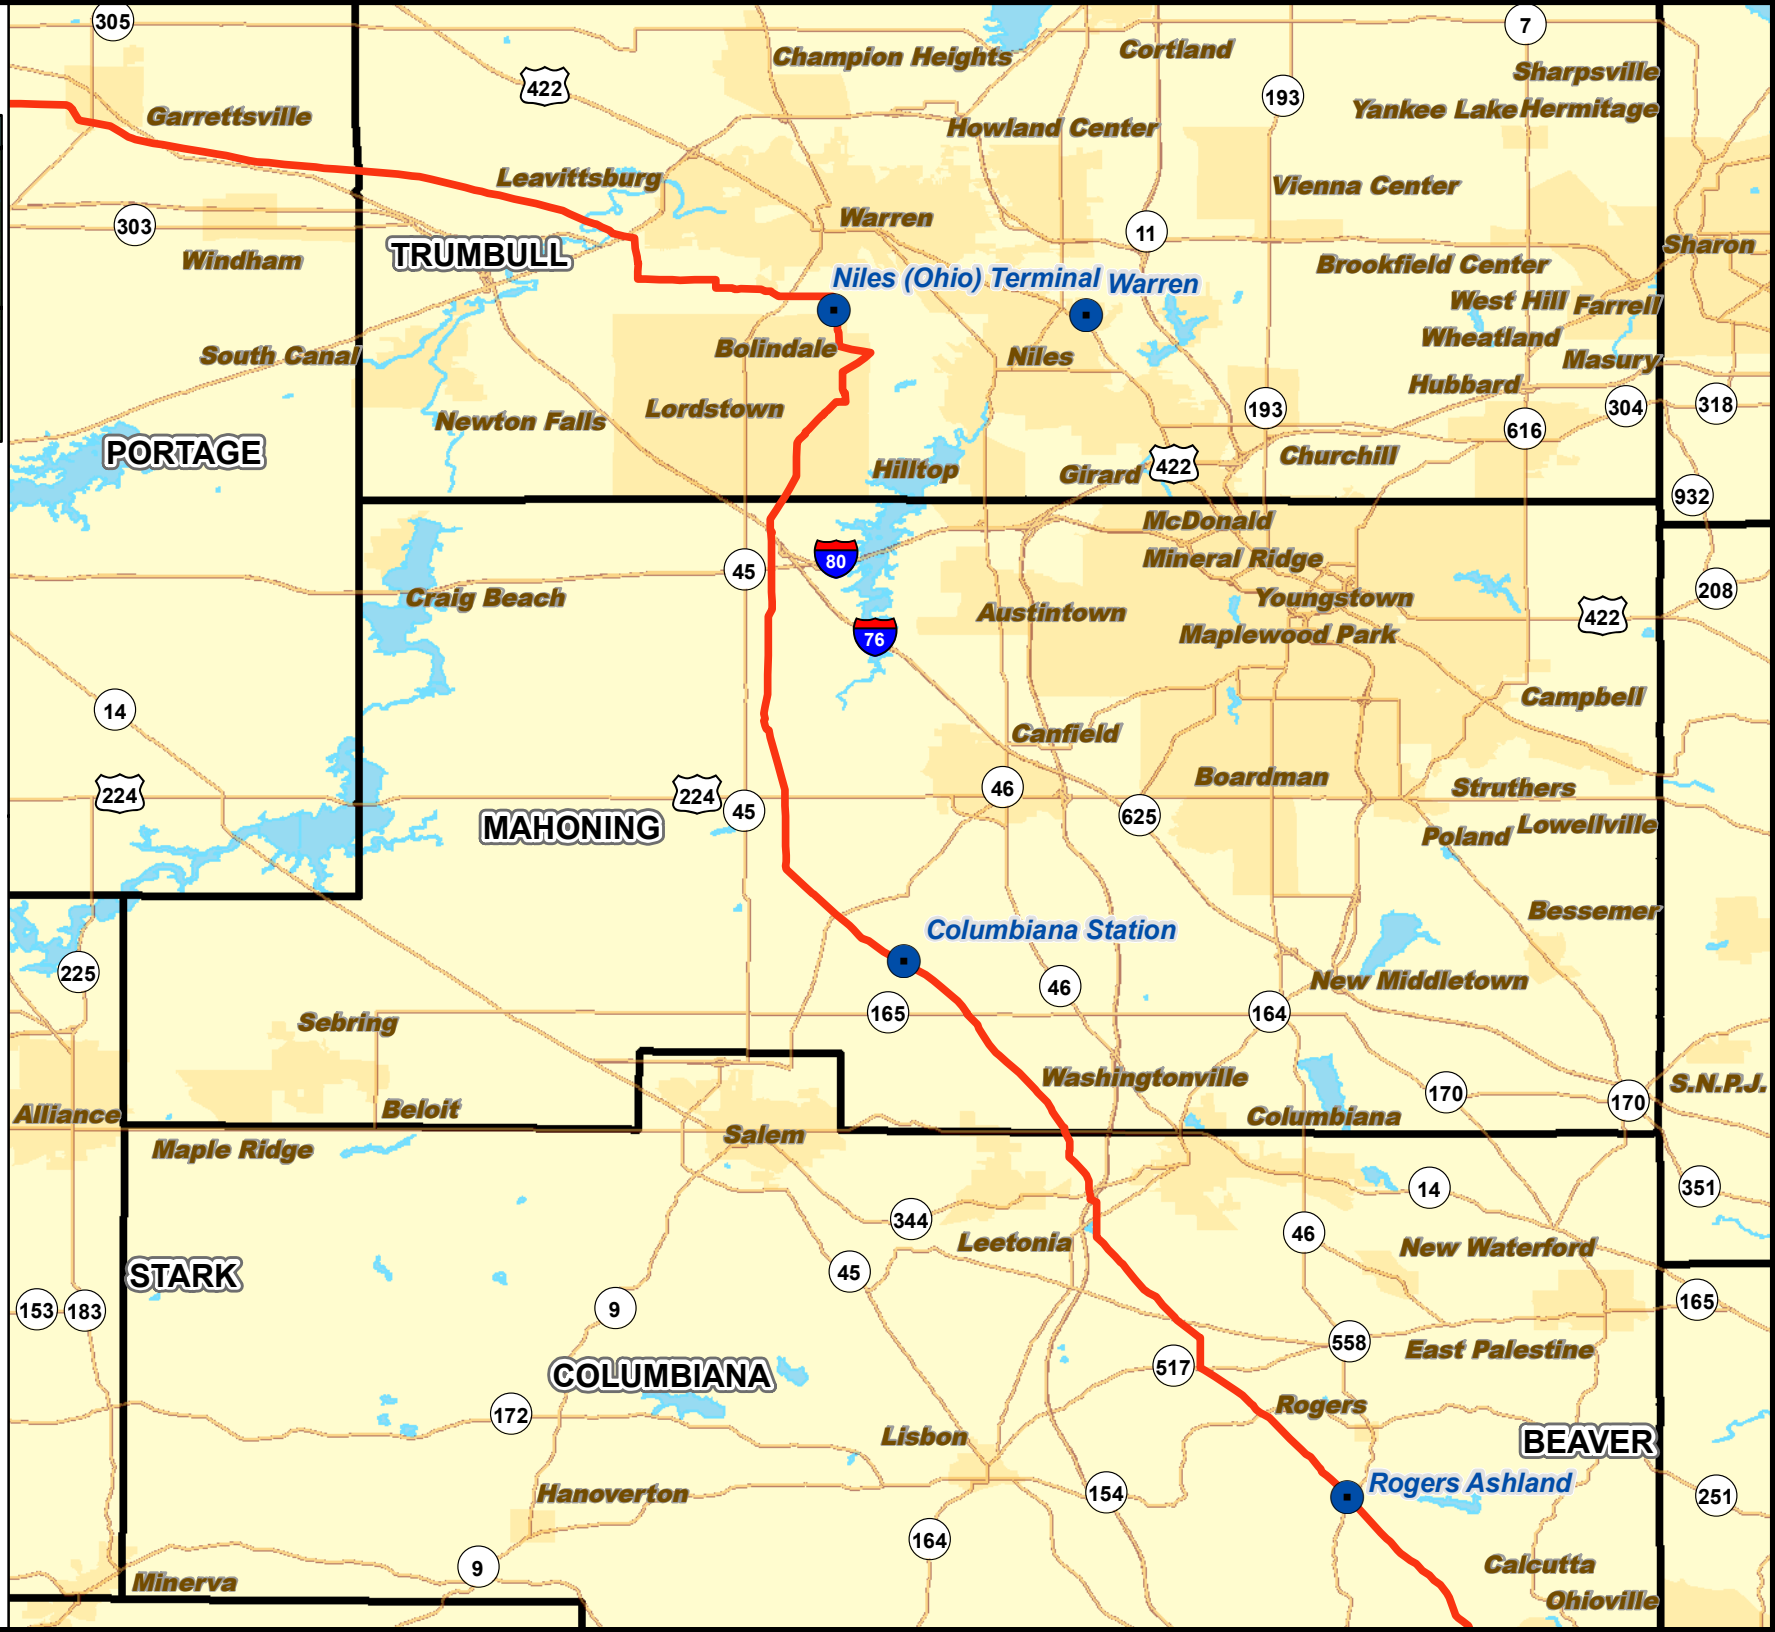 305
7
Champion Heights
Cortland
Sharpsville
422
193
Yankee Lake
Hermitage
Garrettsville
Howland Center
Leavittsburg
Vienna Center
303
Warren
11
Sharon
Windham
TRUMBULL
Niles (Ohio) Terminal
Warren
Brookfield Center
West Hill
Farrell
South Canal
Bolindale
Niles
Wheatland
Masury
Hubbard
Newton Falls
Lordstown
193
304
318
616
PORTAGE
Hilltop
Girard
422
Churchill
932
McDonald
80
Mineral Ridge
45
Craig Beach
Youngstown
208
Austintown
422
76
Maplewood Park
14
Campbell
Canfield
Boardman
224
224
46
Struthers
45
625
MAHONING
Poland
Lowellville
Bessemer
Columbiana Station
225
46
New Middletown
Sebring
165
164
Washingtonville
170
170
S.N.P.J.
Alliance
Beloit
Columbiana
Salem
Maple Ridge
14
351
344
46
Leetonia
New Waterford
STARK
45
153
183
9
165
558
East Palestine
517
COLUMBIANA
172
Rogers
Lisbon
BEAVER
Hanoverton
154
Rogers Ashland
251
164
9
Calcutta
Minerva
Ohioville